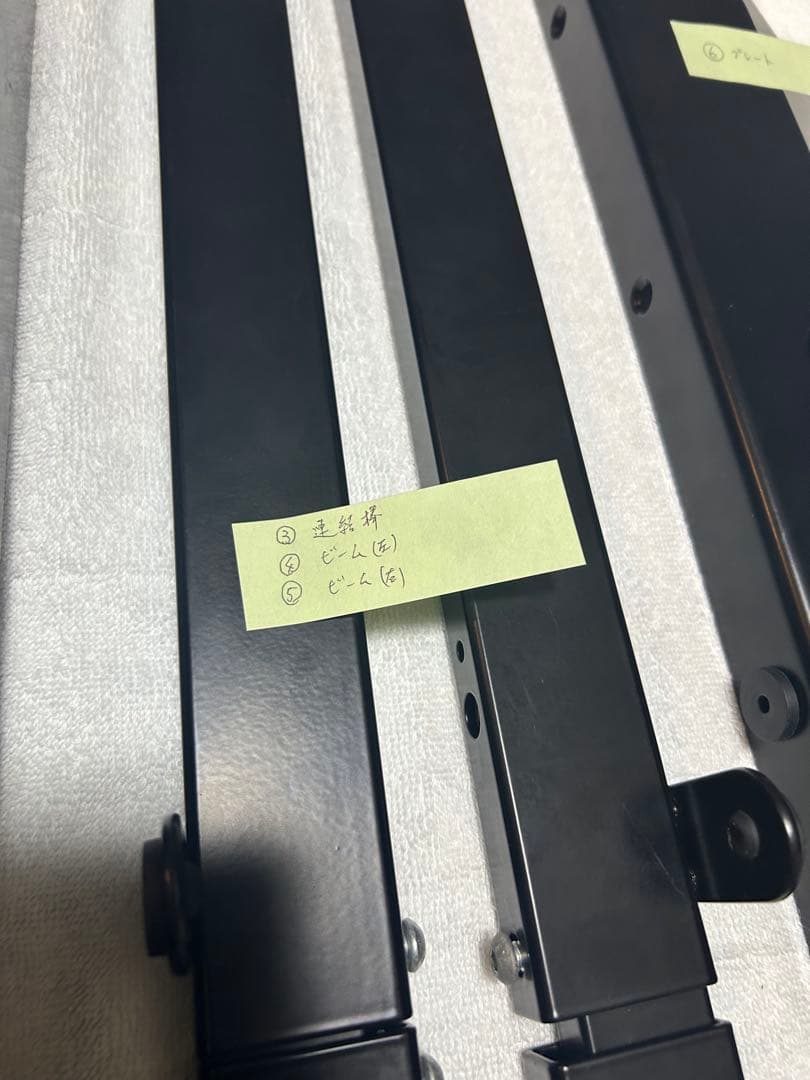 ⑥ プレート
③ 連結棒
④ ビーム(左)
⑤ ビーム(右)